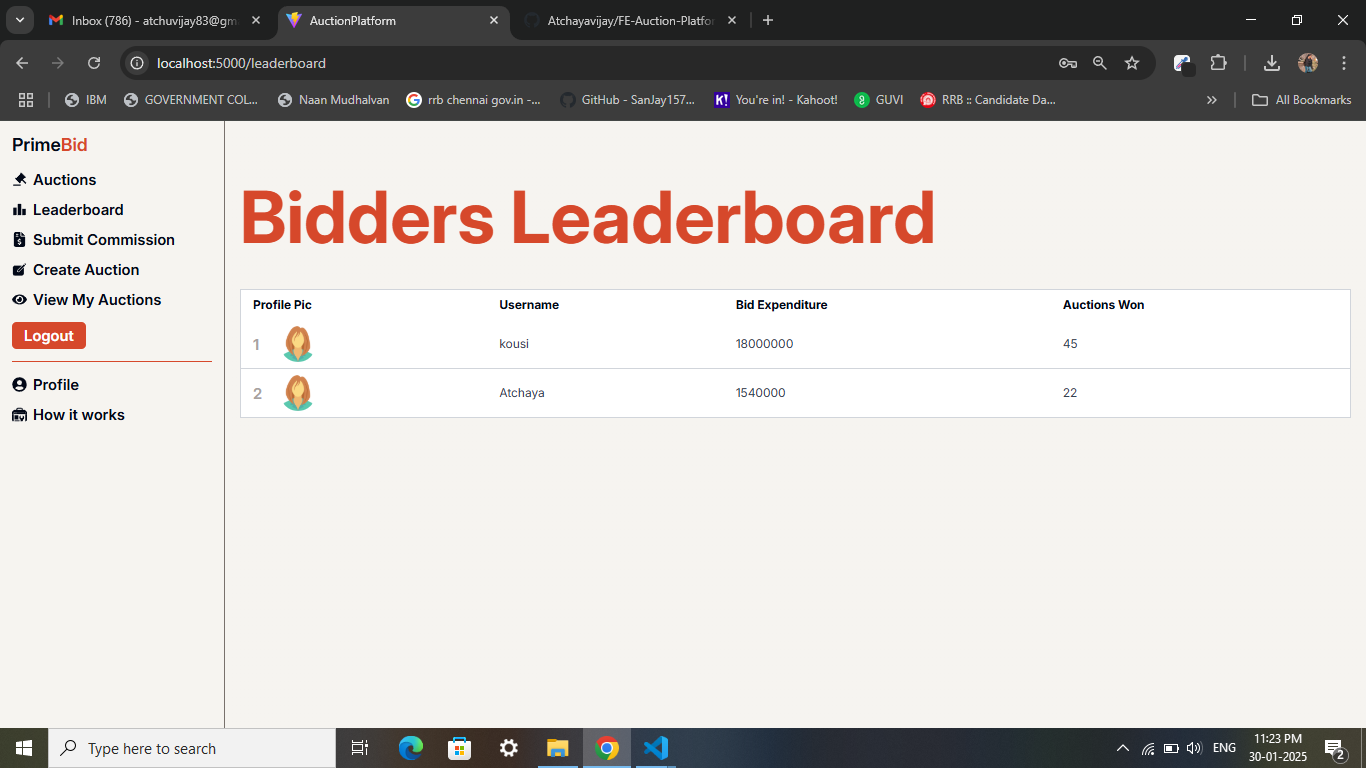 Inbox (786) - atchuvijay83@gm
AuctionPlatform
Atchayavijay/FE-Auction-Platfo
localhost:5000/leaderboard
IBM
GOVERNMENT COL...
Naan Mudhalvan
rrb chennai gov.in -...
GitHub - SanJay157...
K! You're in! - Kahoot!
GUVI
RRB :: Candidate Da...
»
All Bookmarks
PrimeBid
Auctions
Leaderboard
Submit Commission
Create Auction
View My Auctions
Logout
Profile
How it works
Bidders Leaderboard
Profile Pic Username Bid Expenditure Auctions Won
1 kousi 18000000 45
2 Atchaya 1540000 22
Type here to search
ENG
11:23 PM
30-01-2025
2